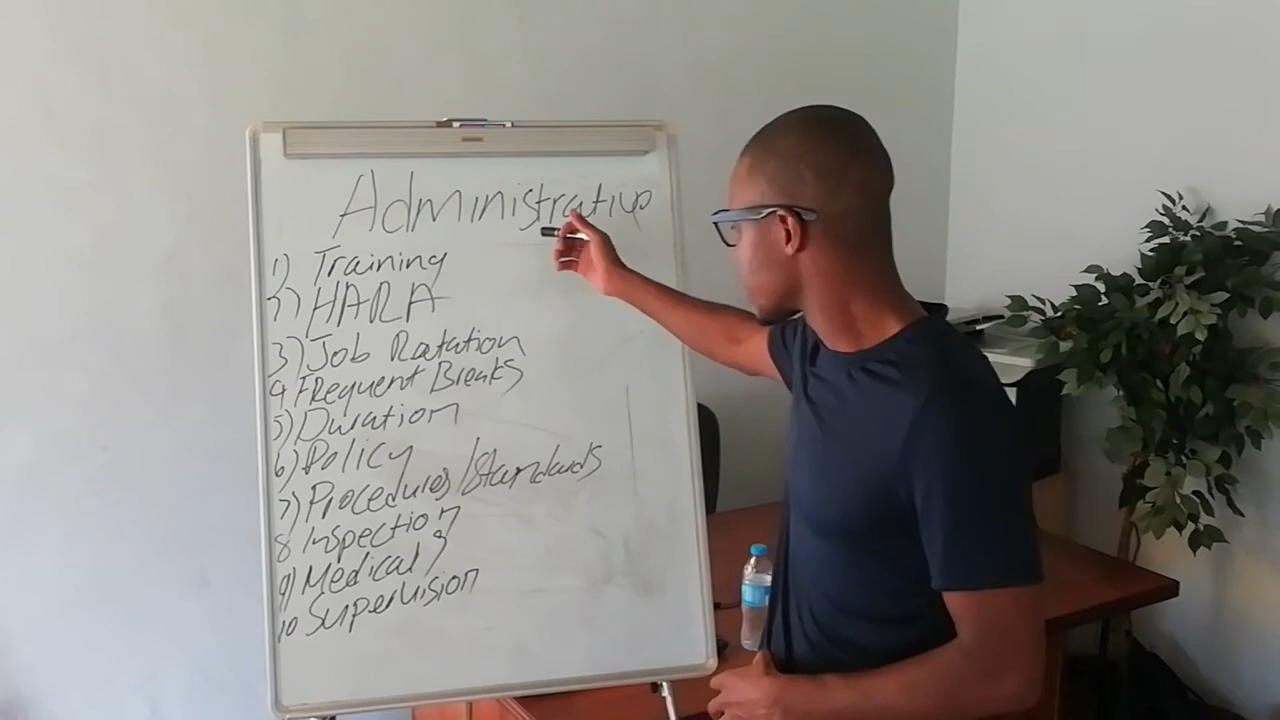 Administrative
1) Training
2) HARA
3) Job Rotation
4 Frequent Breaks
5) Duration
6) Policy
7) Procedures/Standards
8 Inspection
9) Medical
10 Supervision